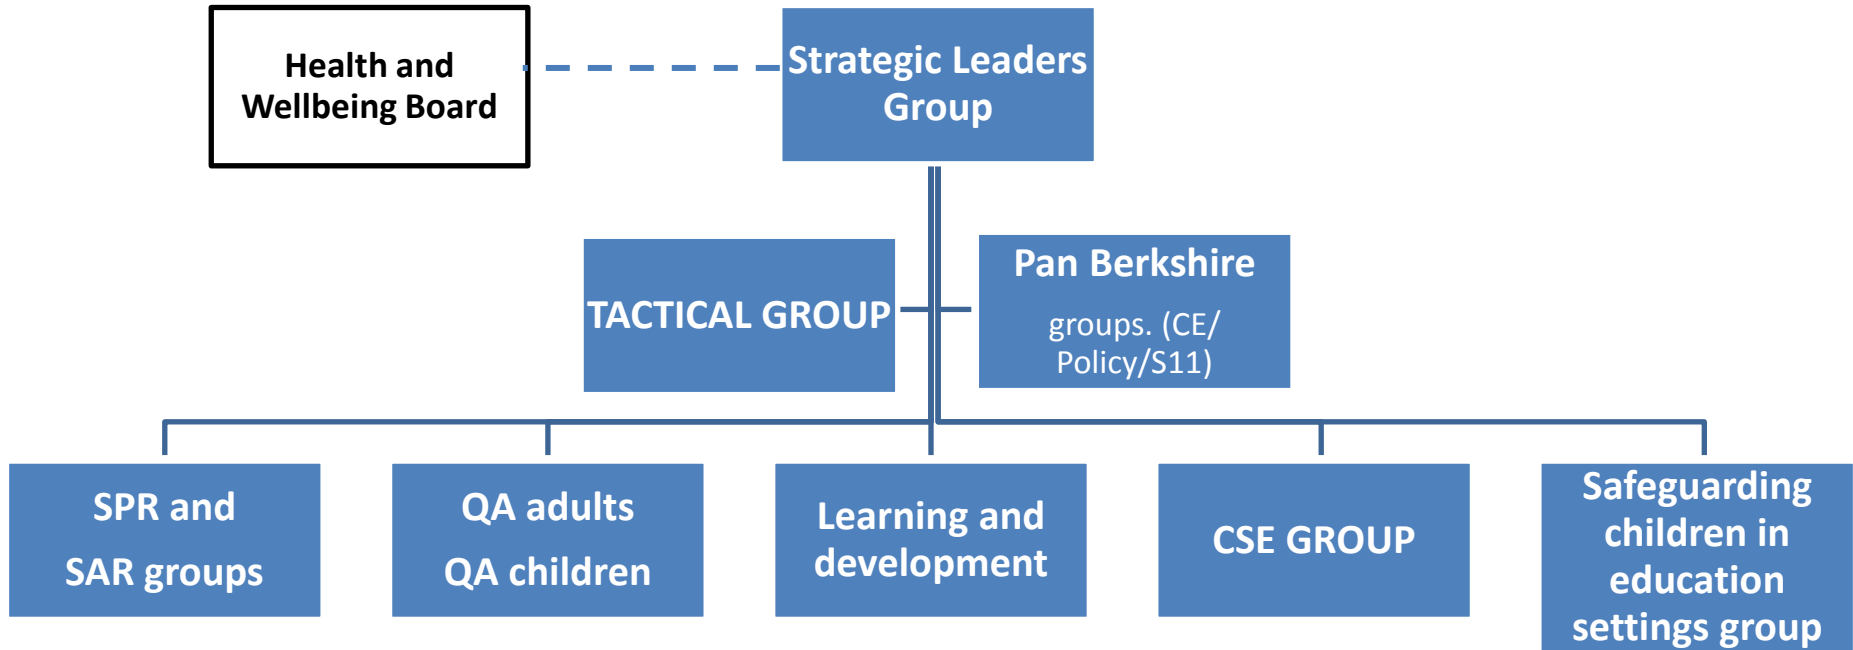 Health and
Wellbeing Board
Strategic Leaders
Group
TACTICAL GROUP
Pan Berkshire
groups. (CE/
Policy/S11)
SPR and
SAR groups
QA adults
QA children
Learning and
development
CSE GROUP
Safeguarding
children in
education
settings group